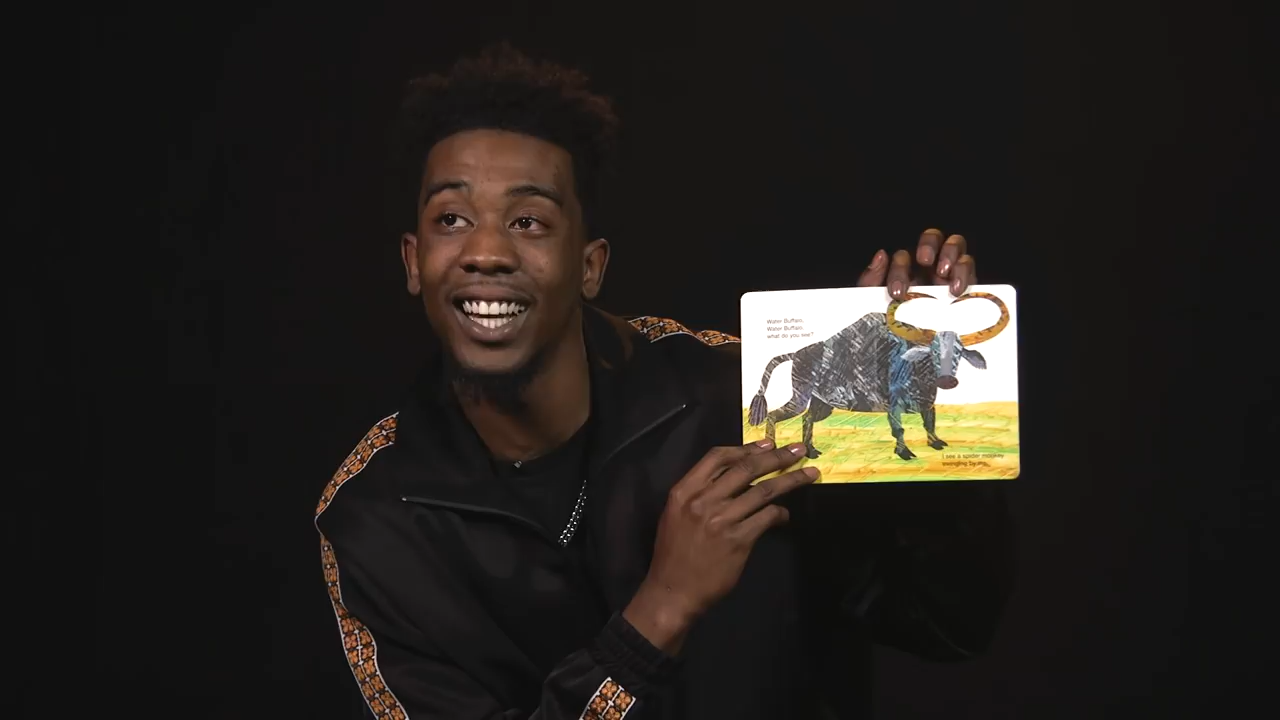 Water Buffalo,
Water Buffalo,
what do you see?
I see a spider monkey
swinging by me.